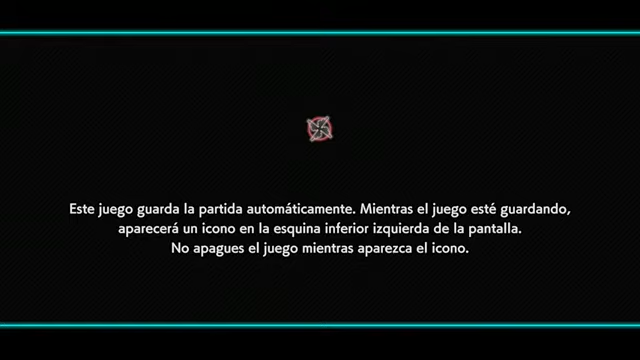 Este juego guarda la partida automáticamente. Mientras el juego esté guardando,
aparecerá un icono en la esquina inferior izquierda de la pantalla.
No apagues el juego mientras aparezca el icono.